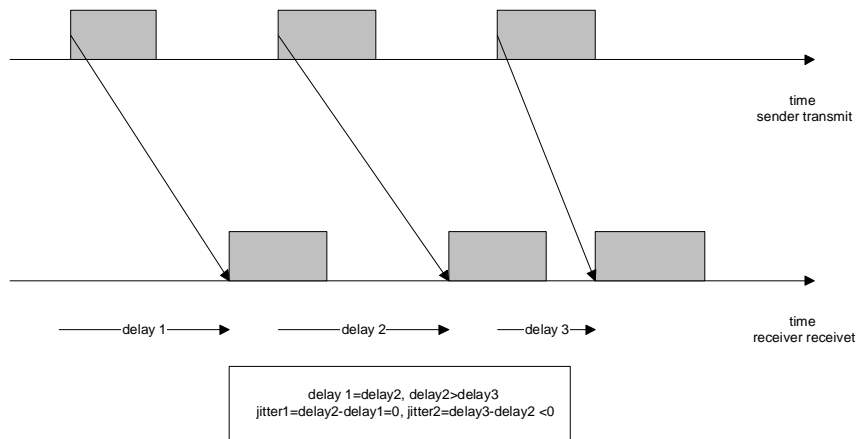 time
sender transmit
time
receiver receivet
delay 1
delay 2
delay 3
delay 1=delay2, delay2>delay3
jitter1=delay2-delay1=0, jitter2=delay3-delay2 <0